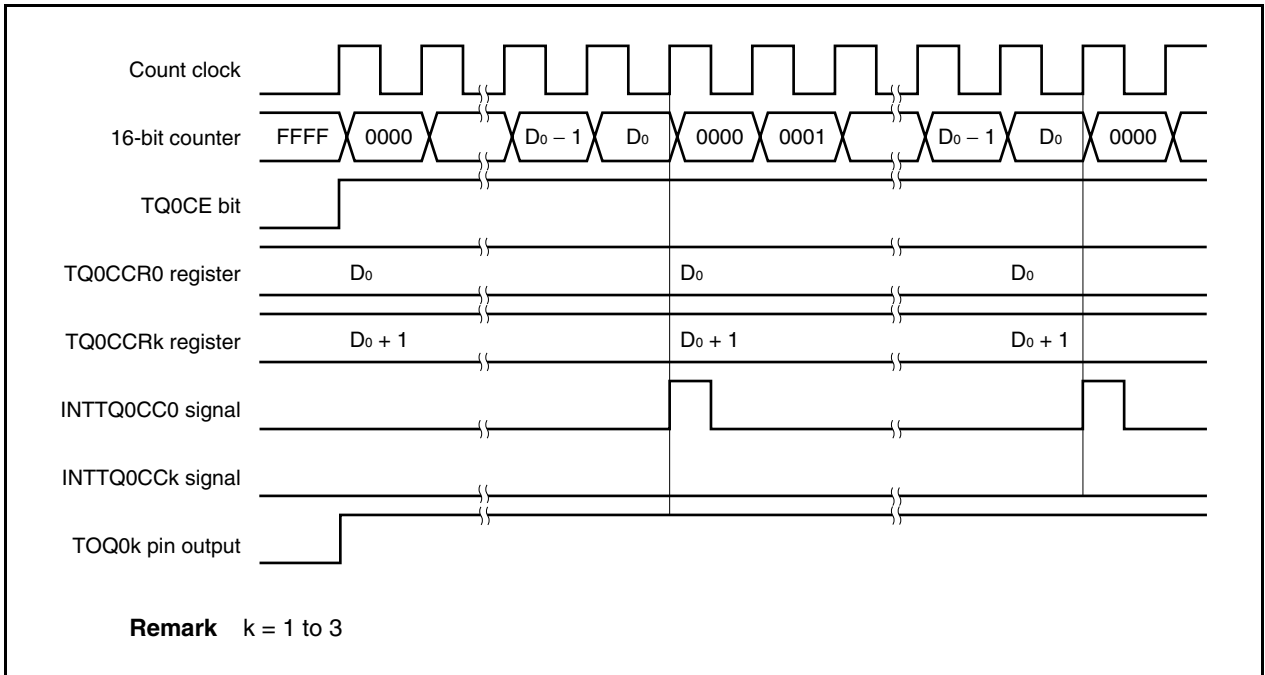 Count clock
16-bit counter FFFF 0000 D₀ − 1 D₀ 0000 0001 D₀ − 1 D₀ 0000
TQ0CE bit
TQ0CCR0 register D₀ D₀ D₀
TQ0CCRk register D₀ + 1 D₀ + 1 D₀ + 1
INTTQ0CC0 signal
INTTQ0CCk signal
TOQ0k pin output
Remark k = 1 to 3